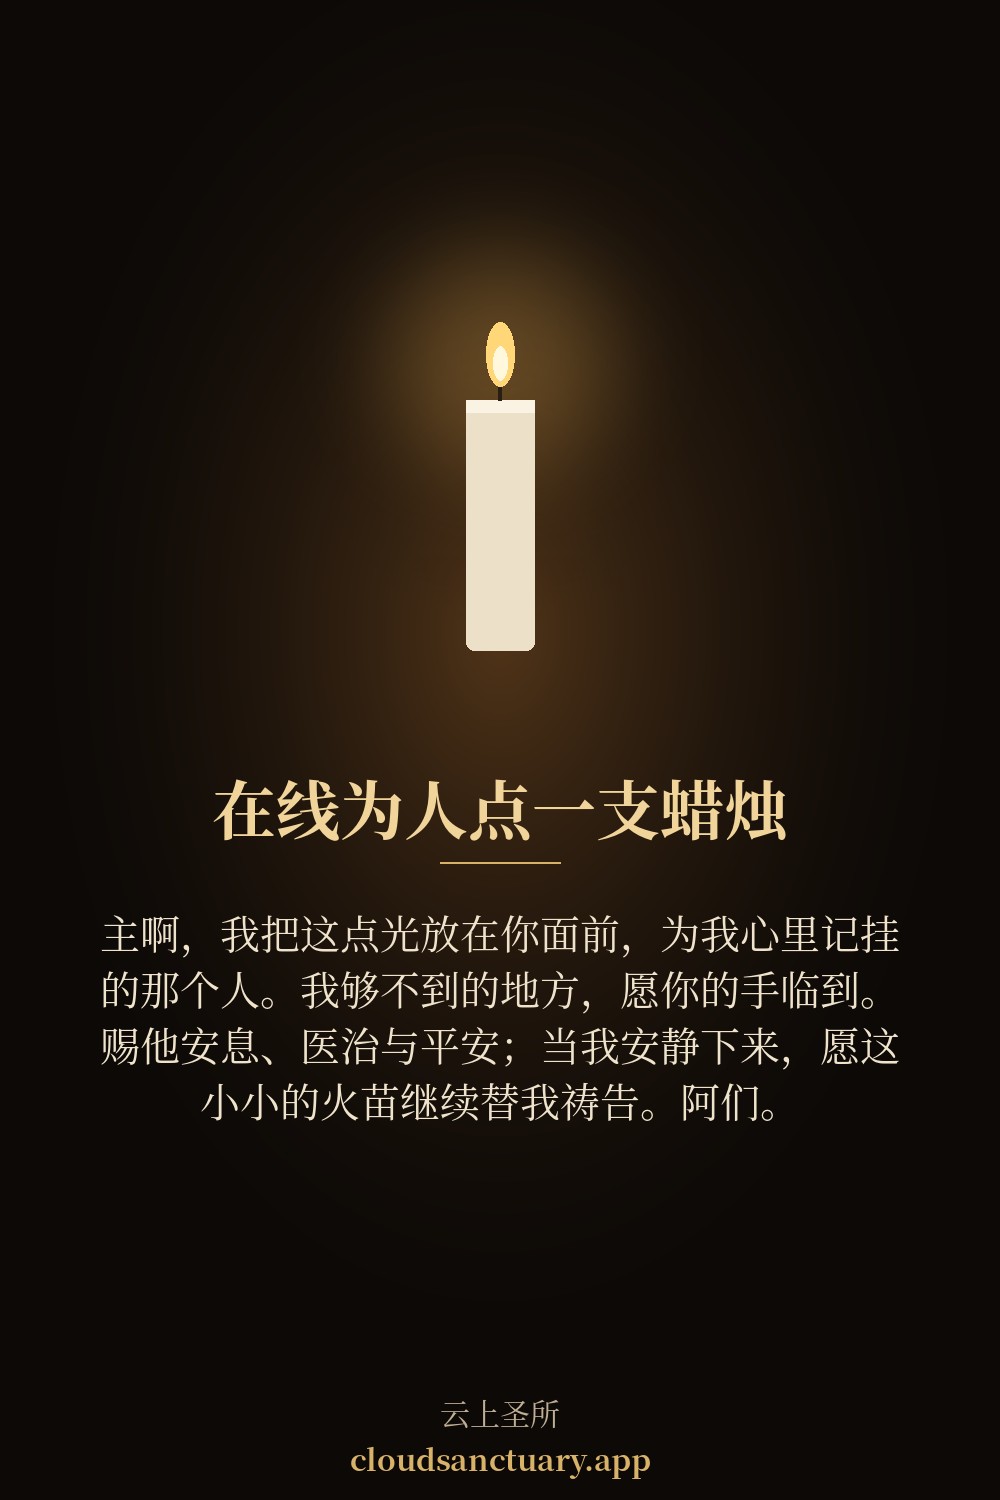 在线为人点一支蜡烛
主啊，我把这点光放在你面前，为我心里记挂
的那个人。我够不到的地方，愿你的手临到。
赐他安息、医治与平安；当我安静下来，愿这
小小的火苗继续替我祷告。阿们。
云上圣所
cloudsanctuary.app